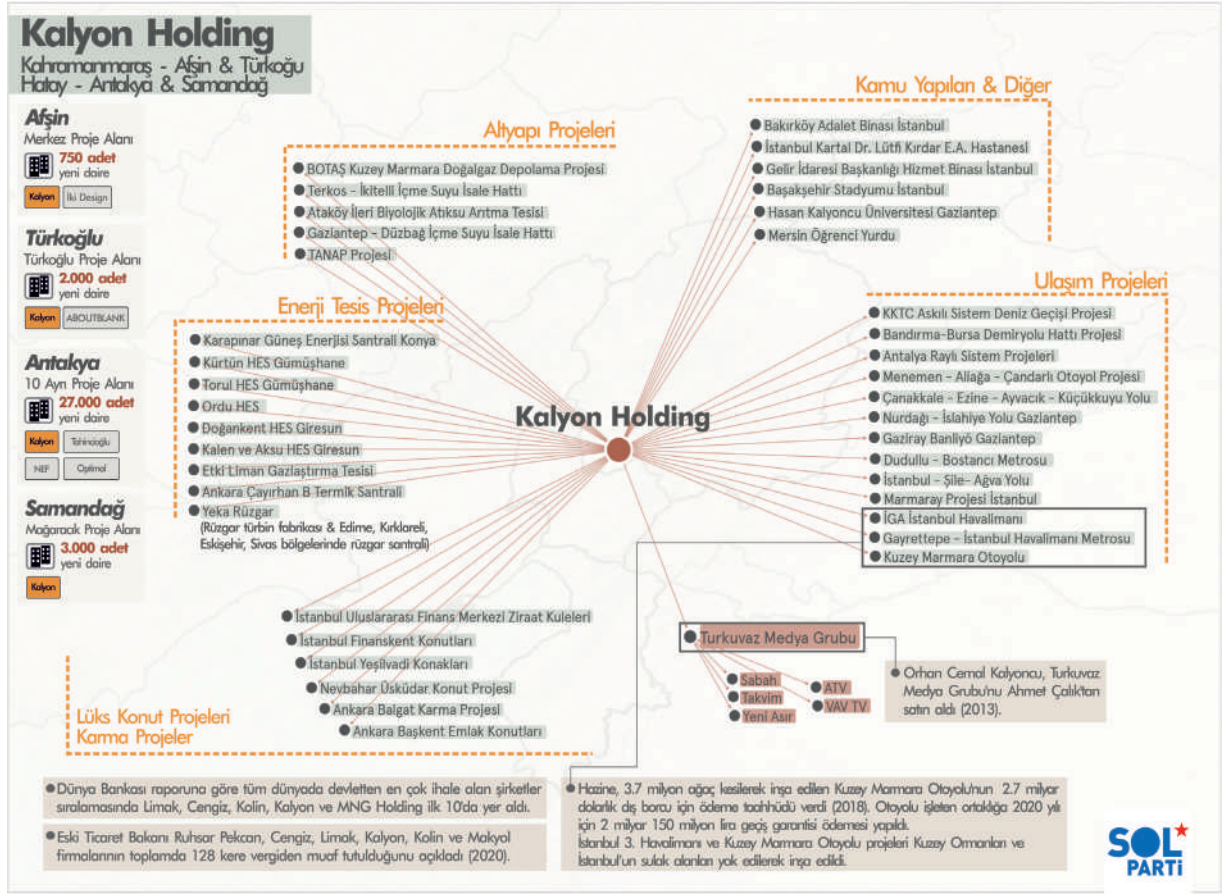 Kalyon Holding
Kahramanmaraş - Afşin & Türkoğu
Hatay - Antakya & Samandağ
Afşin
Merkez Proje Alanı
750 adet
yeni daire
Kalyon
İki Design
Türkoğlu
Türkoğlu Proje Alanı
2.000 adet
yeni daire
Kalyon
ABOUTBLANK
Antakya
10 Ayrı Proje Alanı
27.000 adet
yeni daire
Kalyon
Tahincioğlu
NEF
Optimal
Samandağ
Mağaracık Proje Alanı
3.000 adet
yeni daire
Kalyon
Altyapı Projeleri
BOTAŞ Kuzey Marmara Doğalgaz Depolama Projesi
Terkos - İkitelli İçme Suyu İsale Hattı
Ataköy İleri Biyolojik Atıksu Arıtma Tesisi
Gaziantep - Düzbağ İçme Suyu İsale Hattı
TANAP Projesi
Kamu Yapıları & Diğer
Bakırköy Adalet Binası İstanbul
İstanbul Kartal Dr. Lütfi Kırdar E.A. Hastanesi
Gelir İdaresi Başkanlığı Hizmet Binası İstanbul
Başakşehir Stadyumu İstanbul
Hasan Kalyoncu Üniversitesi Gaziantep
Mersin Öğrenci Yurdu
Enerji Tesis Projeleri
Karapınar Güneş Enerjisi Santrali Konya
Kürtün HES Gümüşhane
Torul HES Gümüşhane
Ordu HES
Doğankent HES Giresun
Kalen ve Aksu HES Giresun
Etki Liman Gazlaştırma Tesisi
Ankara Çayırhan B Termik Santrali
Yeka Rüzgar
(Rüzgar türbin fabrikası & Edirne, Kırklareli,
Eskişehir, Sivas bölgelerinde rüzgar santrali)
Kalyon Holding
Ulaşım Projeleri
KKTC Askılı Sistem Deniz Geçişi Projesi
Bandırma-Bursa Demiryolu Hattı Projesi
Antalya Raylı Sistem Projeleri
Menemen - Aliağa - Çandarlı Otoyol Projesi
Çanakkale - Ezine - Ayvacık - Küçükkuyu Yolu
Nurdağı - İslahiye Yolu Gaziantep
Gaziray Banliyö Gaziantep
Dudullu - Bostancı Metrosu
İstanbul - Şile- Ağva Yolu
Marmaray Projesi İstanbul
İGA İstanbul Havalimanı
Gayrettepe - İstanbul Havalimanı Metrosu
Kuzey Marmara Otoyolu
İstanbul Uluslararası Finans Merkezi Ziraat Kuleleri
İstanbul Finanskent Konutları
İstanbul Yeşilvadi Konakları
Nevbahar Üsküdar Konut Projesi
Ankara Balgat Karma Projesi
Ankara Başkent Emlak Konutları
Lüks Konut Projeleri
Karma Projeler
Turkuvaz Medya Grubu
Sabah
Takvim
Yeni Asır
ATV
VAV TV
Orhan Cemal Kalyoncu, Turkuvaz
Medya Grubu'nu Ahmet Çalık'tan
satın aldı (2013).
Dünya Bankası raporuna göre tüm dünyada devletten en çok ihale alan şirketler
sıralamasında Limak, Cengiz, Kolin, Kalyon ve MNG Holding ilk 10'da yer aldı.
Eski Ticaret Bakanı Ruhsar Pekcan, Cengiz, Limak, Kalyon, Kolin ve Makyol
firmalarının toplamda 128 kere vergiden muaf tutulduğunu açıkladı (2020).
Hazine, 3.7 milyon ağaç kesilerek inşa edilen Kuzey Marmara Otoyolu'nun 2.7 milyar
dolarlık dış borcu için ödeme taahhüdü verdi (2018). Otoyolu işleten ortaklığa 2020 yılı
için 2 milyar 150 milyon lira geçiş garantisi ödemesi yapıldı.
İstanbul 3. Havalimanı ve Kuzey Marmara Otoyolu projeleri Kuzey Ormanları ve
İstanbul'un sulak alanları yok edilerek inşa edildi.
SOL
PARTİ